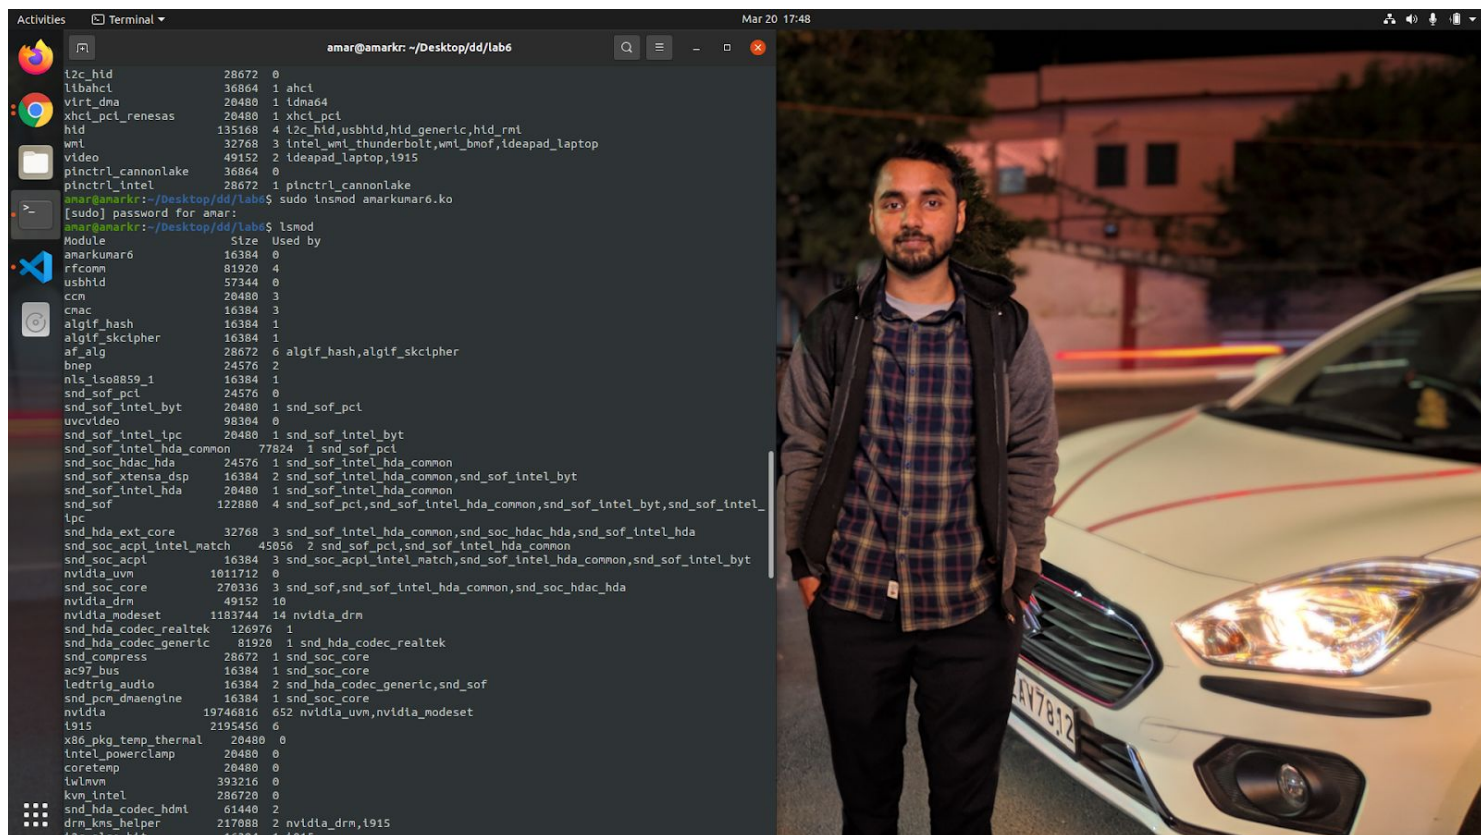 Activities Terminal Mar 20 17:48
amar@amarkr: ~/Desktop/dd/lab6
i2c_hid 28672 0
libahci 36864 1 ahci
virt_dma 20480 1 idma64
xhci_pci_renesas 20480 1 xhci_pci
hid 135168 4 i2c_hid,usbhid,hid_generic,hid_rmi
wmi 32768 3 intel_wmi_thunderbolt,wmi_bmof,ideapad_laptop
video 49152 2 ideapad_laptop,i915
pinctrl_cannonlake 36864 0
pinctrl_intel 28672 1 pinctrl_cannonlake
amar@amarkr:~/Desktop/dd/lab6$ sudo insmod amarkumar6.ko
[sudo] password for amar:
amar@amarkr:~/Desktop/dd/lab6$ lsmod
Module Size Used by
amarkumar6 16384 0
rfcomm 81920 4
usbhid 57344 0
ccm 20480 3
cmac 16384 3
algif_hash 16384 1
algif_skcipher 16384 1
af_alg 28672 6 algif_hash,algif_skcipher
bnep 24576 2
nls_iso8859_1 16384 1
snd_sof_pci 24576 0
snd_sof_intel_byt 20480 1 snd_sof_pci
uvcvideo 98304 0
snd_sof_intel_ipc 20480 1 snd_sof_intel_byt
snd_sof_intel_hda_common 77824 1 snd_sof_pci
snd_soc_hdac_hda 24576 1 snd_sof_intel_hda_common
snd_sof_xtensa_dsp 16384 2 snd_sof_intel_hda_common,snd_sof_intel_byt
snd_sof_intel_hda 20480 1 snd_sof_intel_hda_common
snd_sof 122880 4 snd_sof_pci,snd_sof_intel_hda_common,snd_sof_intel_byt,snd_sof_intel_
ipc
snd_hda_ext_core 32768 3 snd_sof_intel_hda_common,snd_soc_hdac_hda,snd_sof_intel_hda
snd_soc_acpi_intel_match 45056 2 snd_sof_pci,snd_sof_intel_hda_common
snd_soc_acpi 16384 3 snd_soc_acpi_intel_match,snd_sof_intel_hda_common,snd_sof_intel_byt
nvidia_uvm 1011712 0
snd_soc_core 270336 3 snd_sof,snd_sof_intel_hda_common,snd_soc_hdac_hda
nvidia_drm 49152 10
nvidia_modeset 1183744 14 nvidia_drm
snd_hda_codec_realtek 126976 1
snd_hda_codec_generic 81920 1 snd_hda_codec_realtek
snd_compress 28672 1 snd_soc_core
ac97_bus 16384 1 snd_soc_core
ledtrig_audio 16384 2 snd_hda_codec_generic,snd_sof
snd_pcm_dmaengine 16384 1 snd_soc_core
nvidia 19746816 652 nvidia_uvm,nvidia_modeset
i915 2195456 6
x86_pkg_temp_thermal 20480 0
intel_powerclamp 20480 0
coretemp 20480 0
iwlmvm 393216 0
kvm_intel 286720 0
snd_hda_codec_hdmi 61440 2
drm_kms_helper 217088 2 nvidia_drm,i915
AV7812